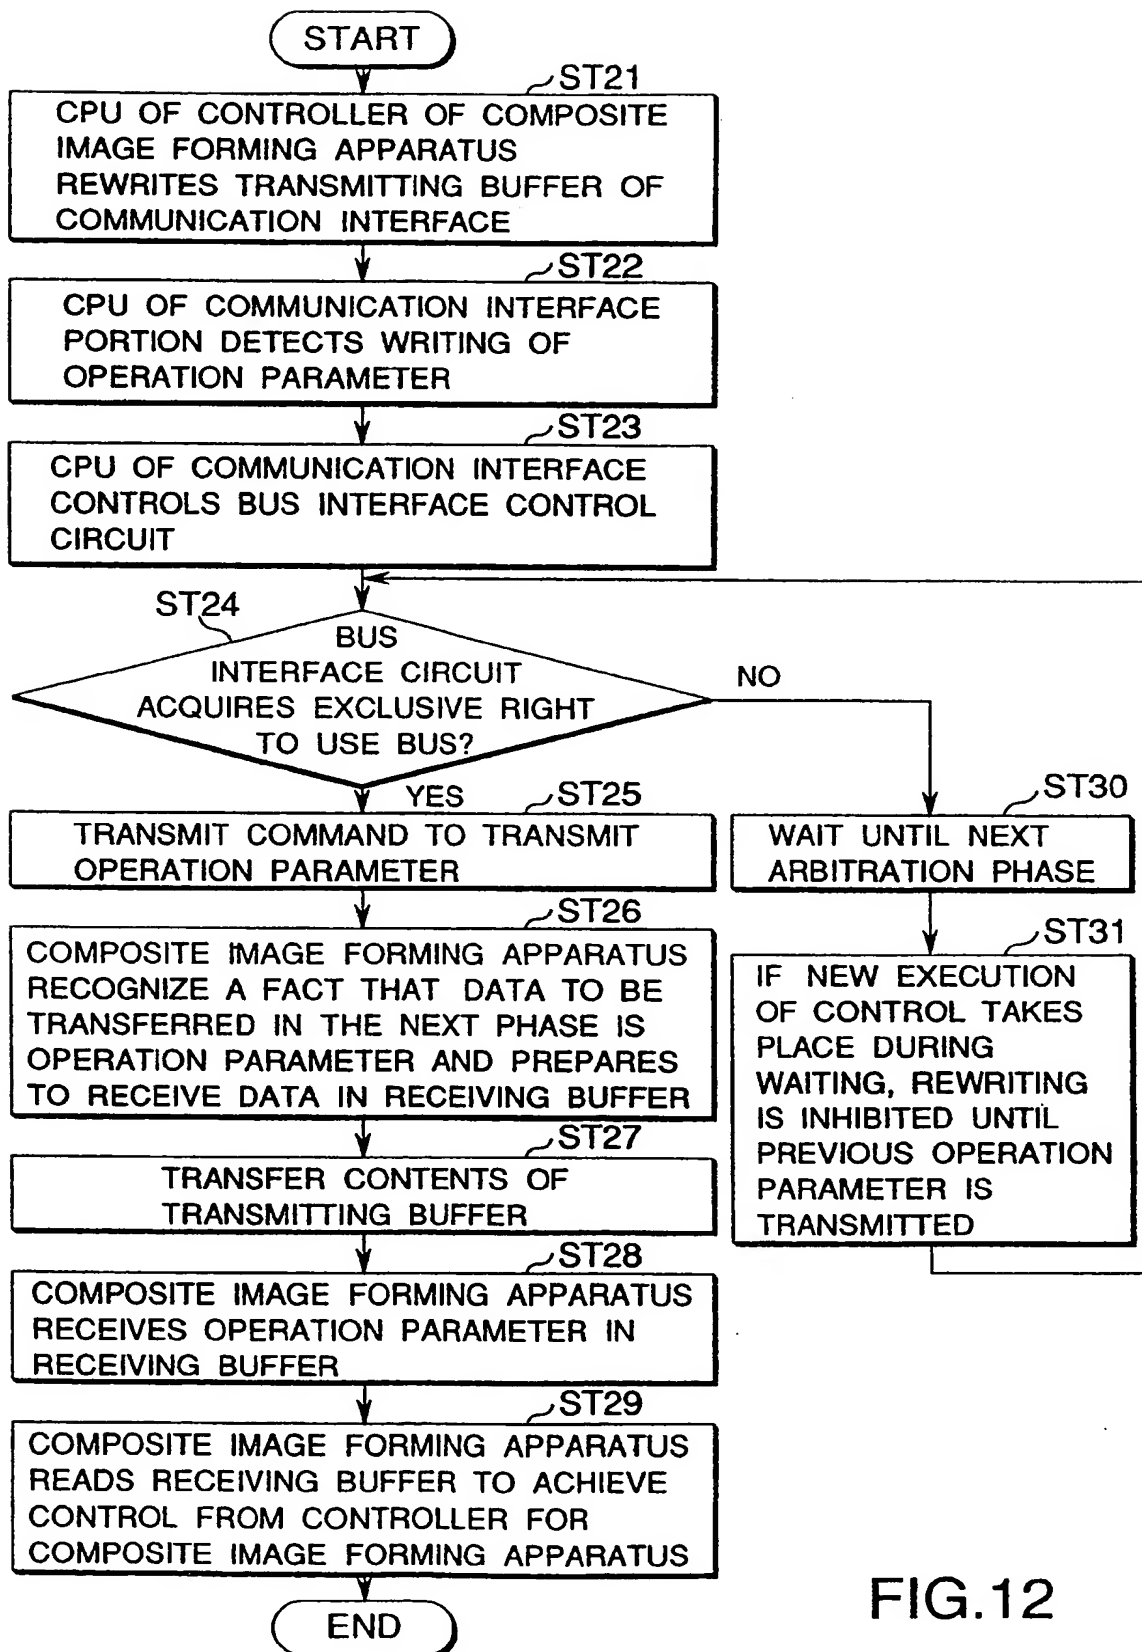 START
ST21
CPU OF CONTROLLER OF COMPOSITE
IMAGE FORMING APPARATUS
REWRITES TRANSMITTING BUFFER OF
COMMUNICATION INTERFACE
ST22
CPU OF COMMUNICATION INTERFACE
PORTION DETECTS WRITING OF
OPERATION PARAMETER
ST23
CPU OF COMMUNICATION INTERFACE
CONTROLS BUS INTERFACE CONTROL
CIRCUIT
ST24
BUS
INTERFACE CIRCUIT
ACQUIRES EXCLUSIVE RIGHT
TO USE BUS?
NO
YES
ST25
TRANSMIT COMMAND TO TRANSMIT
OPERATION PARAMETER
ST26
COMPOSITE IMAGE FORMING APPARATUS
RECOGNIZE A FACT THAT DATA TO BE
TRANSFERRED IN THE NEXT PHASE IS
OPERATION PARAMETER AND PREPARES
TO RECEIVE DATA IN RECEIVING BUFFER
ST27
TRANSFER CONTENTS OF
TRANSMITTING BUFFER
ST28
COMPOSITE IMAGE FORMING APPARATUS
RECEIVES OPERATION PARAMETER IN
RECEIVING BUFFER
ST29
COMPOSITE IMAGE FORMING APPARATUS
READS RECEIVING BUFFER TO ACHIEVE
CONTROL FROM CONTROLLER FOR
COMPOSITE IMAGE FORMING APPARATUS
END
ST30
WAIT UNTIL NEXT
ARBITRATION PHASE
ST31
IF NEW EXECUTION
OF CONTROL TAKES
PLACE DURING
WAITING, REWRITING
IS INHIBITED UNTIL
PREVIOUS OPERATION
PARAMETER IS
TRANSMITTED
FIG.12